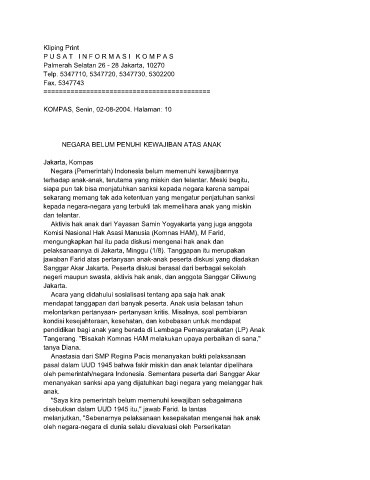 Kliping Print
P U S A T   I N F O R M A S I   K O M P A S
Palmerah Selatan 26 - 28 Jakarta, 10270
Telp. 5347710, 5347720, 5347730, 5302200
Fax. 5347743
============================================
KOMPAS, Senin, 02-08-2004. Halaman: 10
NEGARA BELUM PENUHI KEWAJIBAN ATAS ANAK
Jakarta, Kompas
Negara (Pemerintah) Indonesia belum memenuhi kewajibannya
terhadap anak-anak, terutama yang miskin dan telantar. Meski begitu,
siapa pun tak bisa menjatuhkan sanksi kepada negara karena sampai
sekarang memang tak ada ketentuan yang mengatur penjatuhan sanksi
kepada negara-negara yang terbukti tak memelihara anak yang miskin
dan telantar.
Aktivis hak anak dari Yayasan Samin Yogyakarta yang juga anggota
Komisi Nasional Hak Asasi Manusia (Komnas HAM), M Farid,
mengungkapkan hal itu pada diskusi mengenai hak anak dan
pelaksanaannya di Jakarta, Minggu (1/8). Tanggapan itu merupakan
jawaban Farid atas pertanyaan anak-anak peserta diskusi yang diadakan
Sanggar Akar Jakarta. Peserta diskusi berasal dari berbagai sekolah
negeri maupun swasta, aktivis hak anak, dan anggota Sanggar Ciliwung
Jakarta.
Acara yang didahului sosialisasi tentang apa saja hak anak
mendapat tanggapan dari banyak peserta. Anak usia belasan tahun
melontarkan pertanyaan- pertanyaan kritis. Misalnya, soal pembiaran
kondisi kesejahteraan, kesehatan, dan kebebasan untuk mendapat
pendidikan bagi anak yang berada di Lembaga Pemasyarakatan (LP) Anak
Tangerang. "Bisakah Komnas HAM melakukan upaya perbaikan di sana,"
tanya Diana.
Anastasia dari SMP Regina Pacis menanyakan bukti pelaksanaan
pasal dalam UUD 1945 bahwa fakir miskin dan anak telantar dipelihara
oleh pemerintah/negara Indonesia. Sementara peserta dari Sanggar Akar
menanyakan sanksi apa yang dijatuhkan bagi negara yang melanggar hak
anak.
"Saya kira pemerintah belum memenuhi kewajiban sebagaimana
disebutkan dalam UUD 1945 itu," jawab Farid. Ia lantas
melanjutkan, "Sebenarnya pelaksanaan kesepakatan mengenai hak anak
oleh negara-negara di dunia selalu dievaluasi oleh Perserikatan